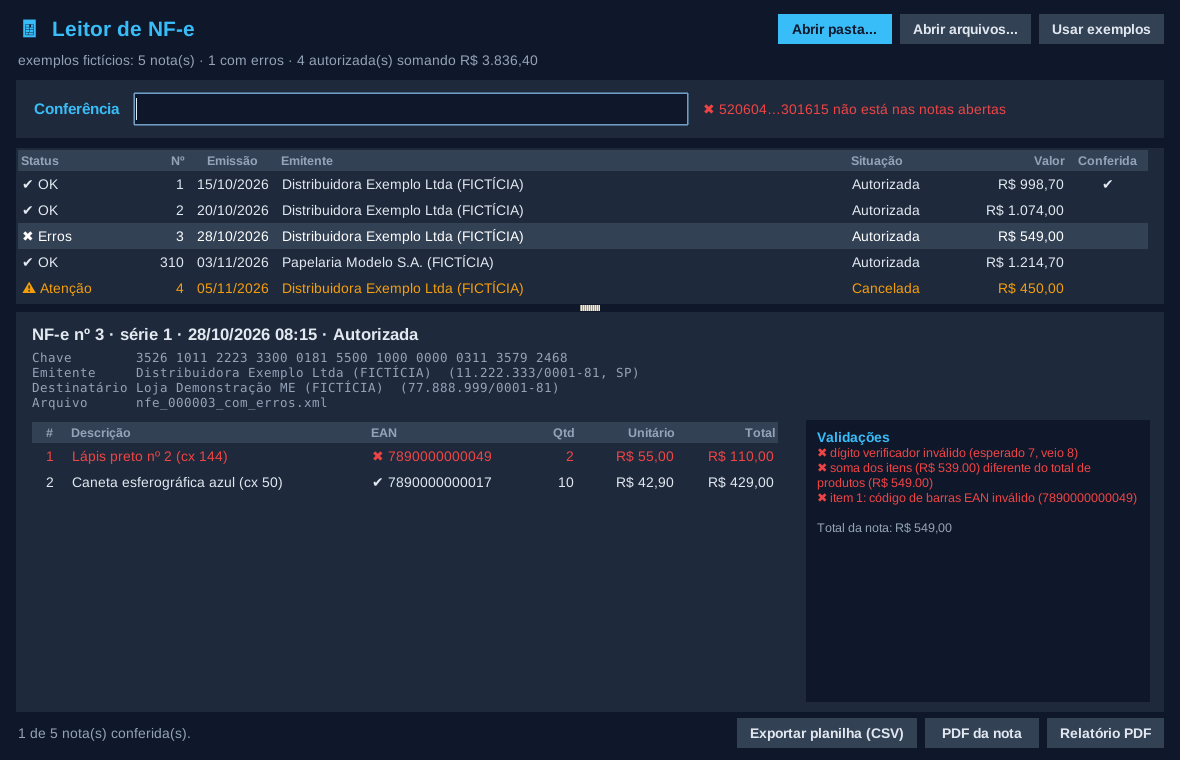 Leitor de NF-e
Abrir pasta... Abrir arquivos... Usar exemplos
exemplos fictícios: 5 nota(s) · 1 com erros · 4 autorizada(s) somando R$ 3.836,40
Conferência ✖ 520604…301615 não está nas notas abertas
Status Nº Emissão Emitente Situação Valor Conferida
✔ OK 1 15/10/2026 Distribuidora Exemplo Ltda (FICTÍCIA) Autorizada R$ 998,70 ✔
✔ OK 2 20/10/2026 Distribuidora Exemplo Ltda (FICTÍCIA) Autorizada R$ 1.074,00
✖ Erros 3 28/10/2026 Distribuidora Exemplo Ltda (FICTÍCIA) Autorizada R$ 549,00
✔ OK 310 03/11/2026 Papelaria Modelo S.A. (FICTÍCIA) Autorizada R$ 1.214,70
⚠ Atenção 4 05/11/2026 Distribuidora Exemplo Ltda (FICTÍCIA) Cancelada R$ 450,00
NF-e nº 3 · série 1 · 28/10/2026 08:15 · Autorizada
Chave 3526 1011 2223 3300 0181 5500 1000 0000 0311 3579 2468
Emitente Distribuidora Exemplo Ltda (FICTÍCIA) (11.222.333/0001-81, SP)
Destinatário Loja Demonstração ME (FICTÍCIA) (77.888.999/0001-81)
Arquivo nfe_000003_com_erros.xml
# Descrição EAN Qtd Unitário Total
1 Lápis preto nº 2 (cx 144) ✖ 7890000000049 2 R$ 55,00 R$ 110,00
2 Caneta esferográfica azul (cx 50) ✔ 7890000000017 10 R$ 42,90 R$ 429,00
Validações
✖ dígito verificador inválido (esperado 7, veio 8)
✖ soma dos itens (R$ 539.00) diferente do total de
produtos (R$ 549.00)
✖ item 1: código de barras EAN inválido (7890000000049)
Total da nota: R$ 549,00
1 de 5 nota(s) conferida(s).
Exportar planilha (CSV) PDF da nota Relatório PDF